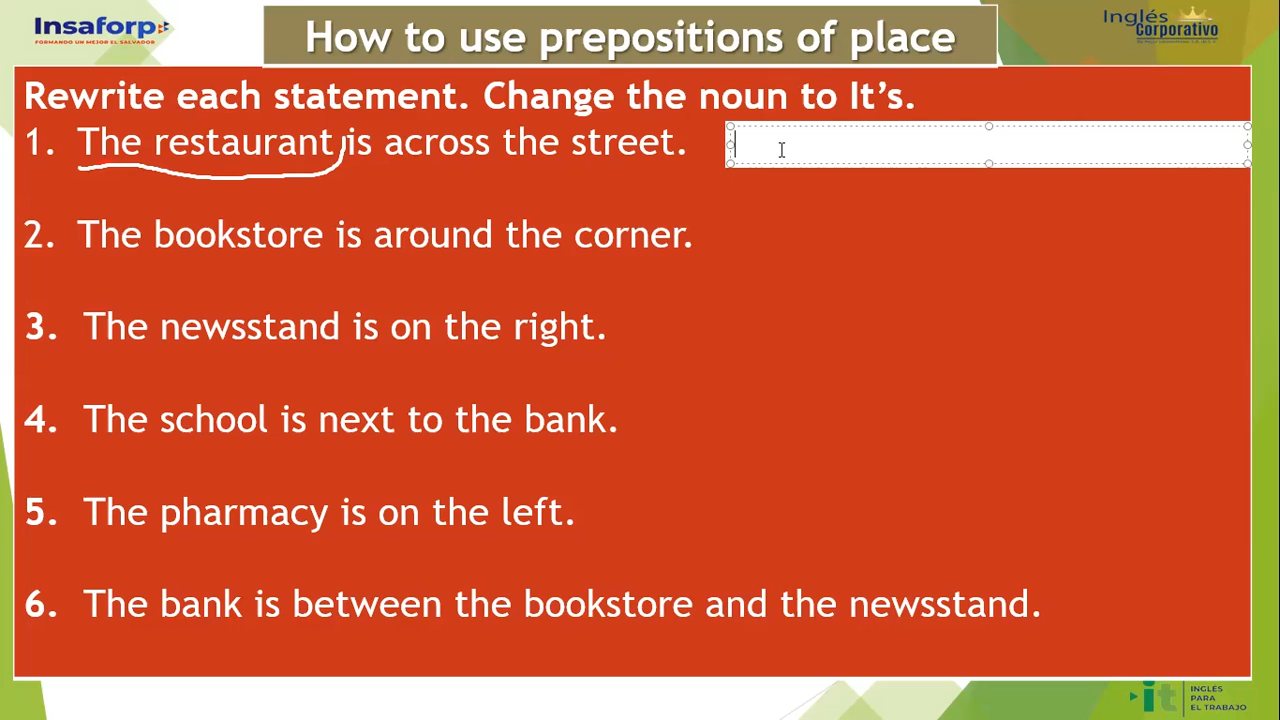 Insaforp
FORMANDO UN MEJOR EL SALVADOR
How to use prepositions of place
Inglés
Corporativo
Rewrite each statement. Change the noun to It's.
1. The restaurant is across the street.
2. The bookstore is around the corner.
3. The newsstand is on the right.
4. The school is next to the bank.
5. The pharmacy is on the left.
6. The bank is between the bookstore and the newsstand.
it
INGLÉS
PARA
EL TRABAJO